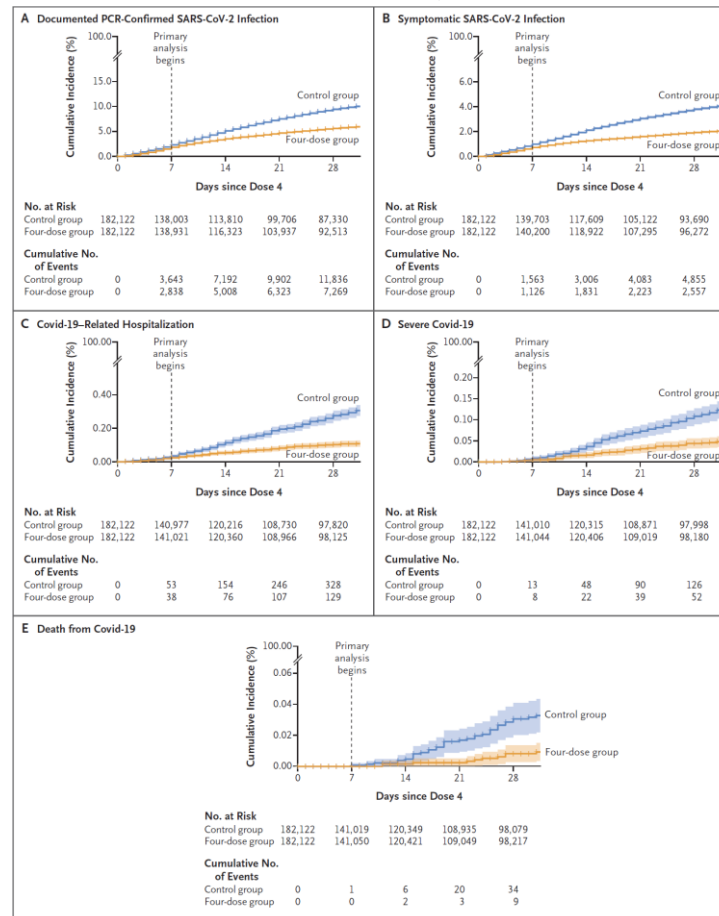 A Documented PCR-Confirmed SARS-CoV-2 Infection
Cumulative Incidence (%)
100.0
15.0
10.0
5.0
0.0
Primary
analysis
begins
Control group
Four-dose group
0 7 14 21 28
Days since Dose 4
No. at Risk
Control group 182,122 138,003 113,810 99,706 87,330
Four-dose group 182,122 138,931 116,323 103,937 92,513
Cumulative No.
of Events
Control group 0 3,643 7,192 9,902 11,836
Four-dose group 0 2,838 5,008 6,323 7,269
B Symptomatic SARS-CoV-2 Infection
Cumulative Incidence (%)
100.0
6.0
4.0
2.0
0.0
Primary
analysis
begins
Control group
Four-dose group
0 7 14 21 28
Days since Dose 4
No. at Risk
Control group 182,122 139,703 117,609 105,122 93,690
Four-dose group 182,122 140,200 118,922 107,295 96,272
Cumulative No.
of Events
Control group 0 1,563 3,006 4,083 4,855
Four-dose group 0 1,126 1,831 2,223 2,557
C Covid-19–Related Hospitalization
Cumulative Incidence (%)
100.00
0.40
0.20
0.00
Primary
analysis
begins
Control group
Four-dose group
0 7 14 21 28
Days since Dose 4
No. at Risk
Control group 182,122 140,977 120,216 108,730 97,820
Four-dose group 182,122 141,021 120,360 108,966 98,125
Cumulative No.
of Events
Control group 0 53 154 246 328
Four-dose group 0 38 76 107 129
D Severe Covid-19
Cumulative Incidence (%)
100.00
0.20
0.15
0.10
0.05
0.00
Primary
analysis
begins
Control group
Four-dose group
0 7 14 21 28
Days since Dose 4
No. at Risk
Control group 182,122 141,010 120,315 108,871 97,998
Four-dose group 182,122 141,044 120,406 109,019 98,180
Cumulative No.
of Events
Control group 0 13 48 90 126
Four-dose group 0 8 22 39 52
E Death from Covid-19
Cumulative Incidence (%)
100.00
0.06
0.04
0.02
0.00
Primary
analysis
begins
Control group
Four-dose group
0 7 14 21 28
Days since Dose 4
No. at Risk
Control group 182,122 141,019 120,349 108,935 98,079
Four-dose group 182,122 141,050 120,421 109,049 98,217
Cumulative No.
of Events
Control group 0 1 6 20 34
Four-dose group 0 0 2 3 9